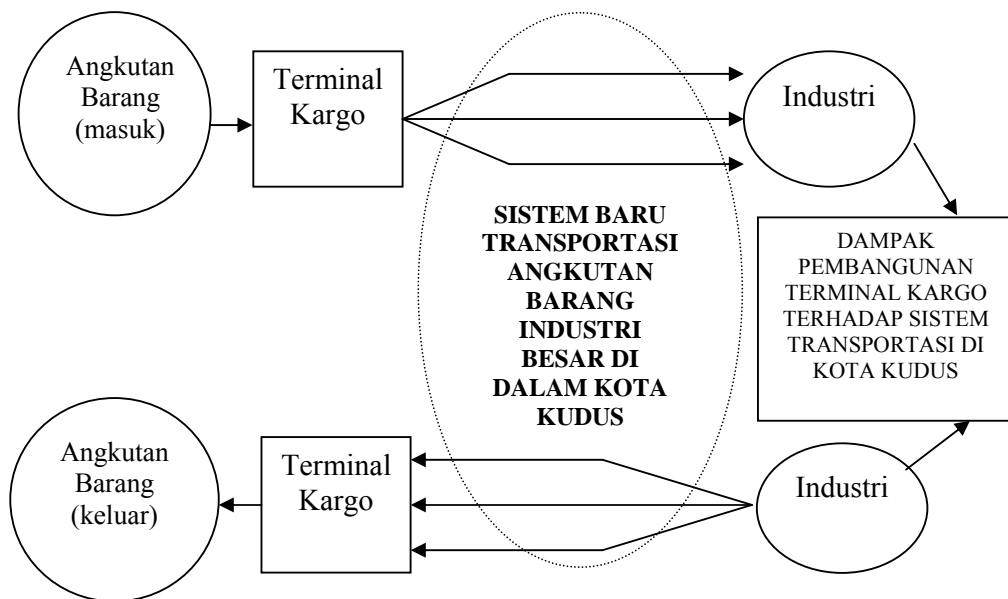 Angkutan
Barang
(masuk)
Terminal
Kargo
Industri
SISTEM BARU
TRANSPORTASI
ANGKUTAN
BARANG
INDUSTRI
BESAR DI
DALAM KOTA
KUDUS
DAMPAK
PEMBANGUNAN
TERMINAL KARGO
TERHADAP SISTEM
TRANSPORTASI DI
KOTA KUDUS
Angkutan
Barang
(keluar)
Terminal
Kargo
Industri